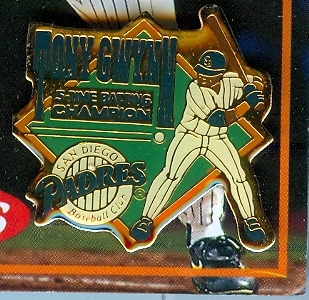 TONY GWYNN
5-TIME BATTING
CHAMPION
SAN DIEGO
PADRES
Baseball Club
®